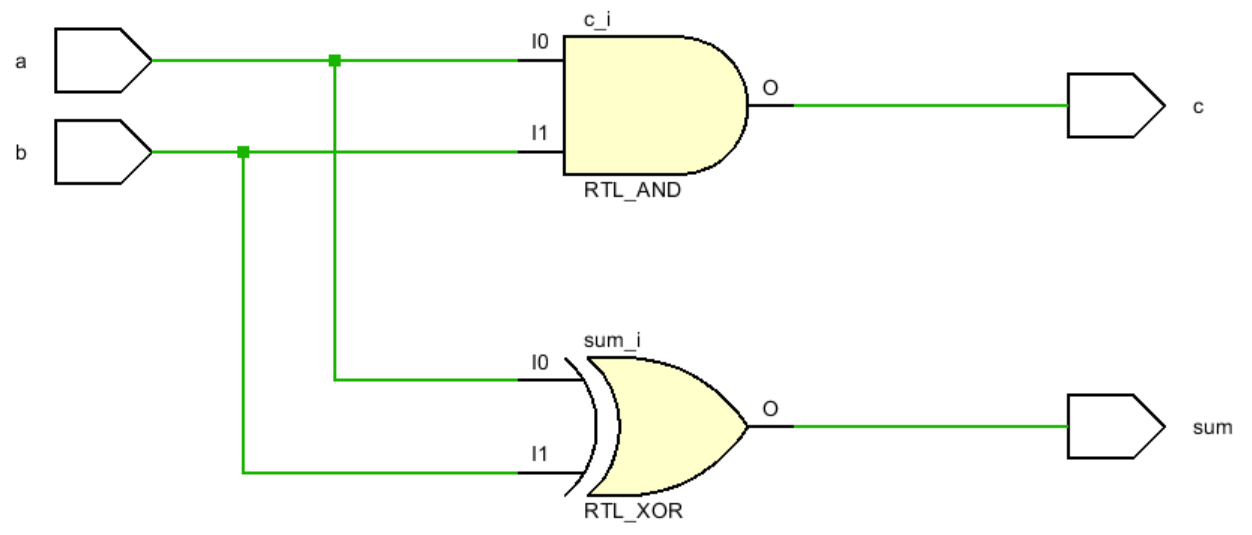 c_i
a
I0
O
c
I1
b
RTL_AND
sum_i
I0
O
sum
I1
RTL_XOR